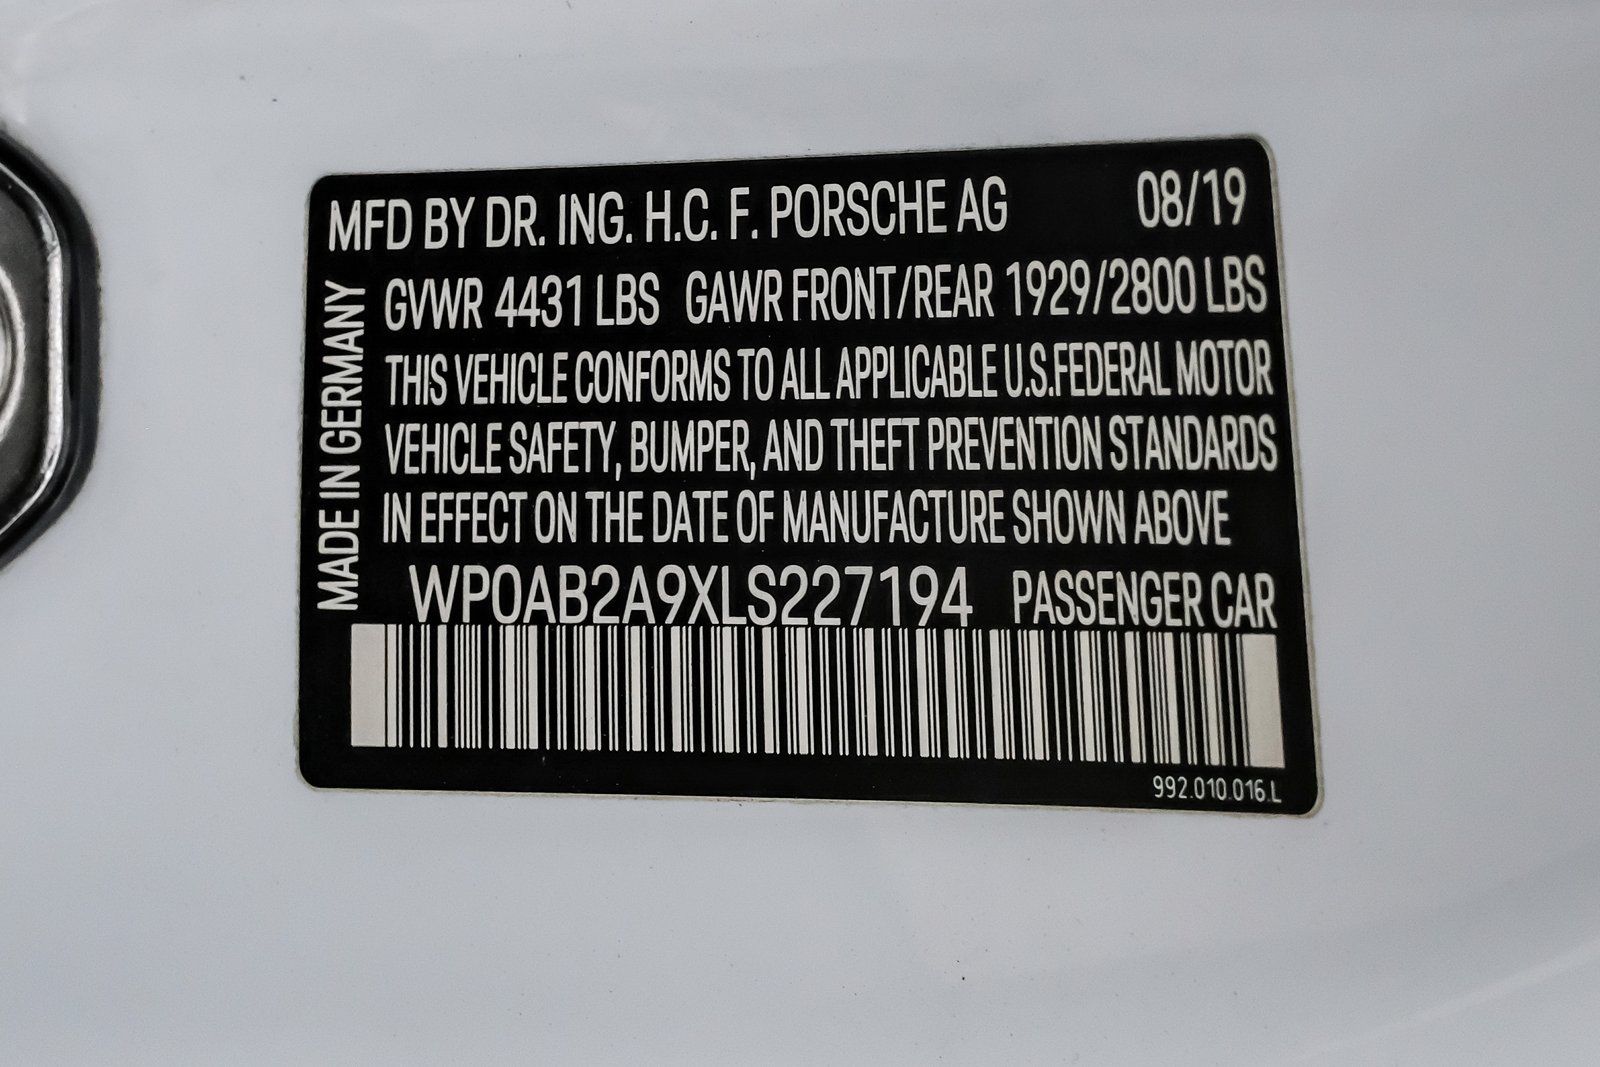 MFD BY DR. ING. H.C. F. PORSCHE AG 08/19
GVWR 4431 LBS GAWR FRONT/REAR 1929/2800 LBS
THIS VEHICLE CONFORMS TO ALL APPLICABLE U.S.FEDERAL MOTOR
VEHICLE SAFETY, BUMPER, AND THEFT PREVENTION STANDARDS
IN EFFECT ON THE DATE OF MANUFACTURE SHOWN ABOVE
WP0AB2A9XLS227194 PASSENGER CAR
MADE IN GERMANY
992.010.016.L